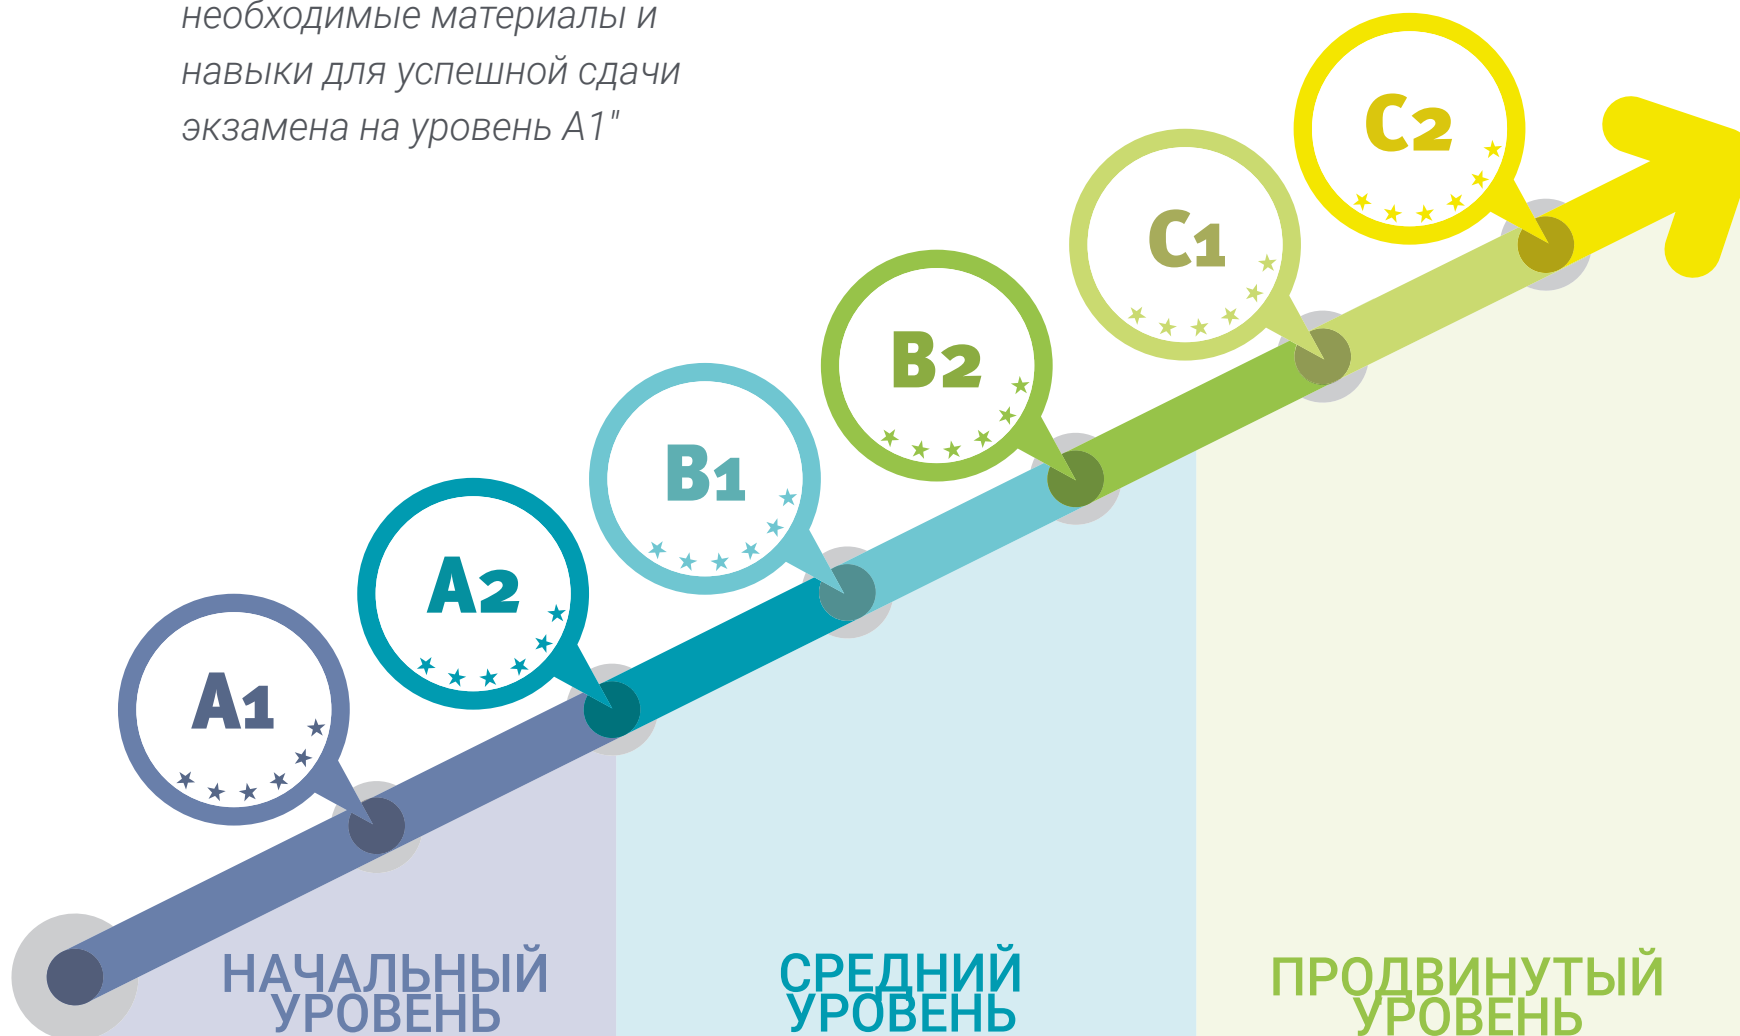 необходимые материалы и
навыки для успешной сдачи
экзамена на уровень А1"
C2
C1
B2
B1
A2
A1
НАЧАЛЬНЫЙ
УРОВЕНЬ
СРЕДНИЙ
УРОВЕНЬ
ПРОДВИНУТЫЙ
УРОВЕНЬ